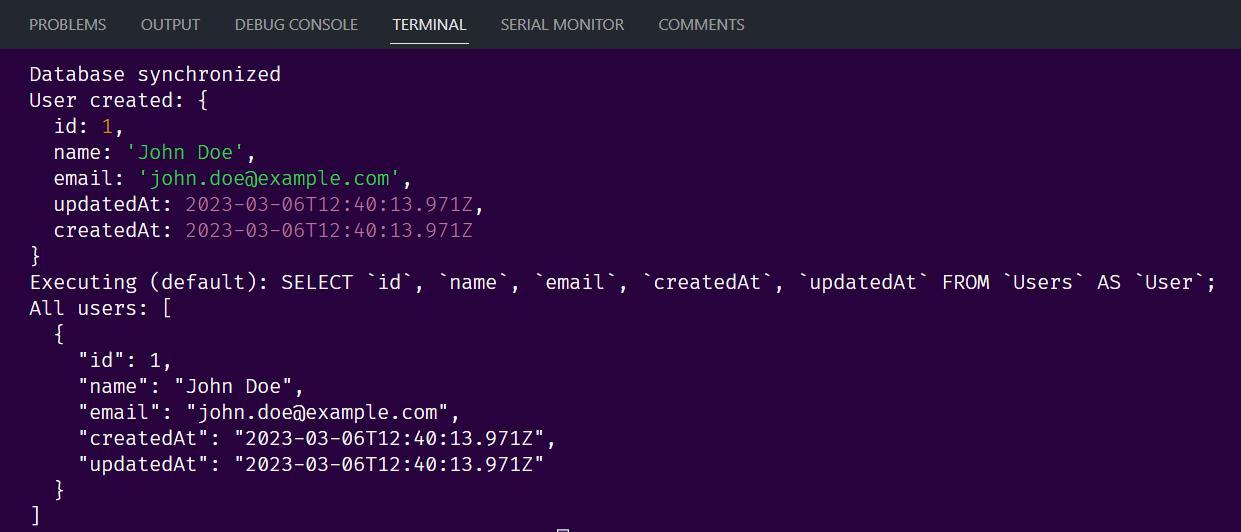 PROBLEMS OUTPUT DEBUG CONSOLE TERMINAL SERIAL MONITOR COMMENTS
Database synchronized
User created: {
  id: 1,
  name: 'John Doe',
  email: 'john.doe@example.com',
  updatedAt: 2023-03-06T12:40:13.971Z,
  createdAt: 2023-03-06T12:40:13.971Z
}
Executing (default): SELECT `id`, `name`, `email`, `createdAt`, `updatedAt` FROM `Users` AS `User`;
All users: [
  {
    "id": 1,
    "name": "John Doe",
    "email": "john.doe@example.com",
    "createdAt": "2023-03-06T12:40:13.971Z",
    "updatedAt": "2023-03-06T12:40:13.971Z"
  }
]